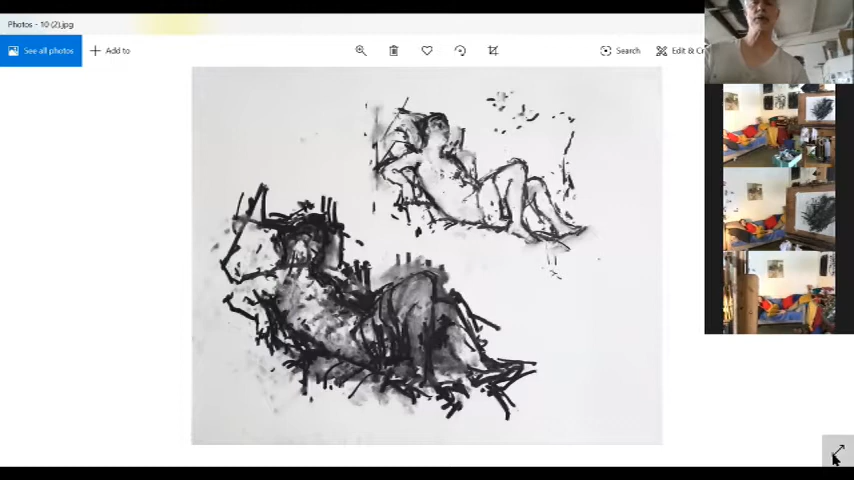 Photos - 10 (2).jpg
See all photos
Add to
Search
Edit & Cr